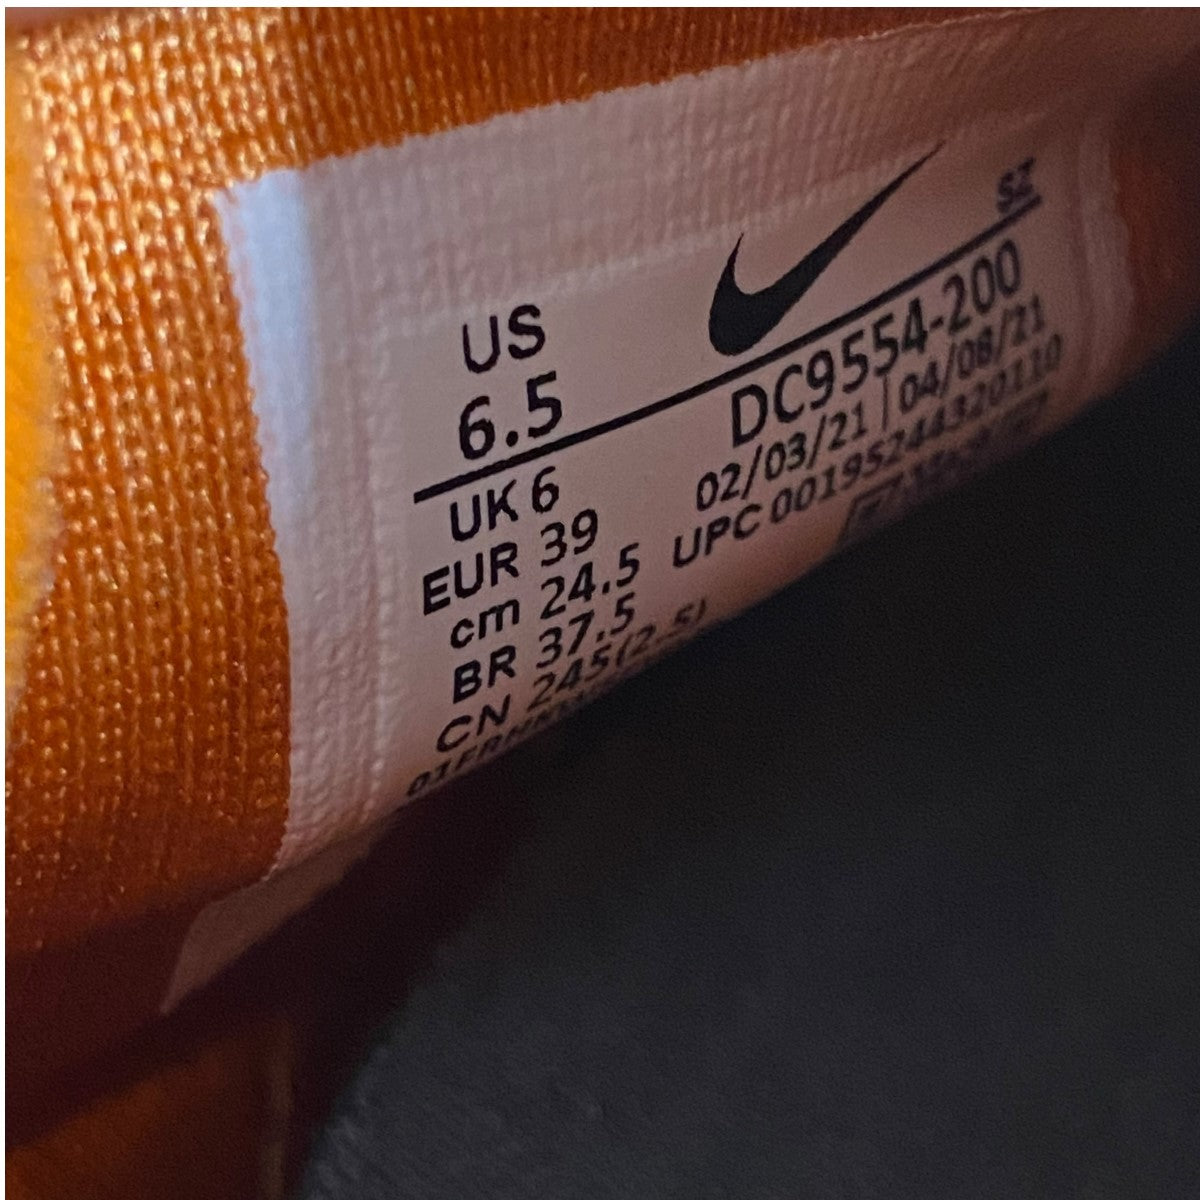 US
6.5
SZ
UK 6
EUR 39
cm 24.5
BR 37.5
CN 245(2.5)
DC9554-200
02/03/21 | 04/08/21
UPC 00195244320110